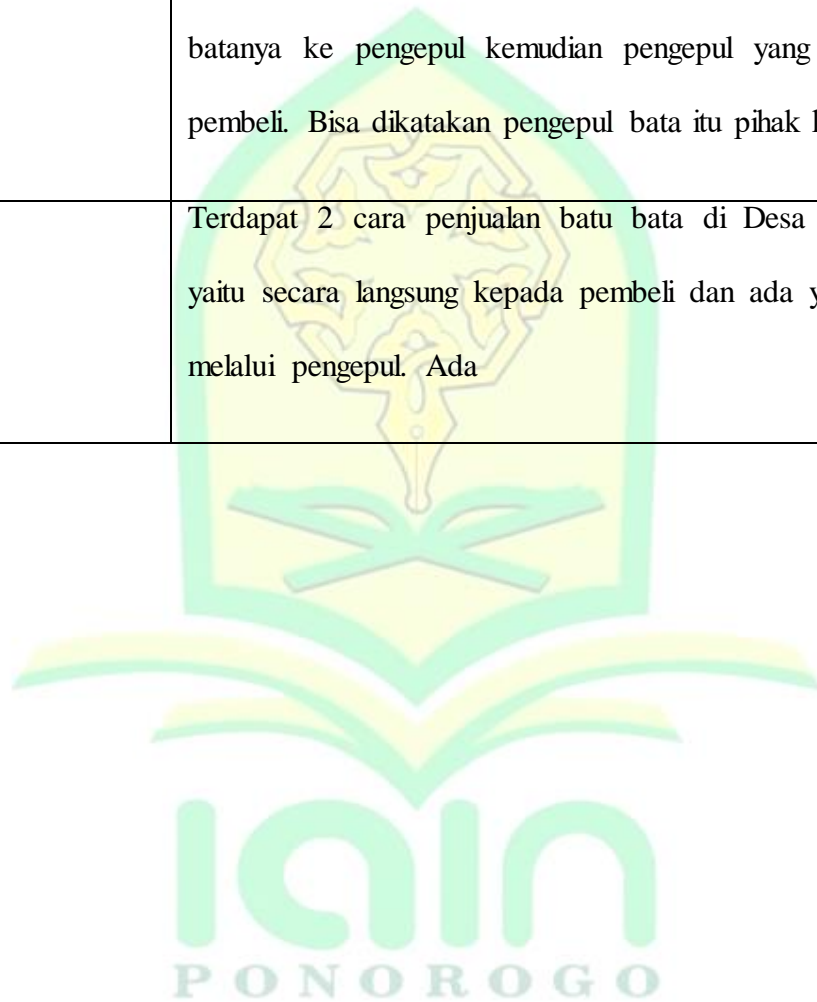 batanya ke pengepul kemudian pengepul yang
pembeli. Bisa dikatakan pengepul bata itu pihak
Terdapat 2 cara penjualan batu bata di Desa
yaitu secara langsung kepada pembeli dan ada
melalui pengepul. Ada
iain
PONOROGO